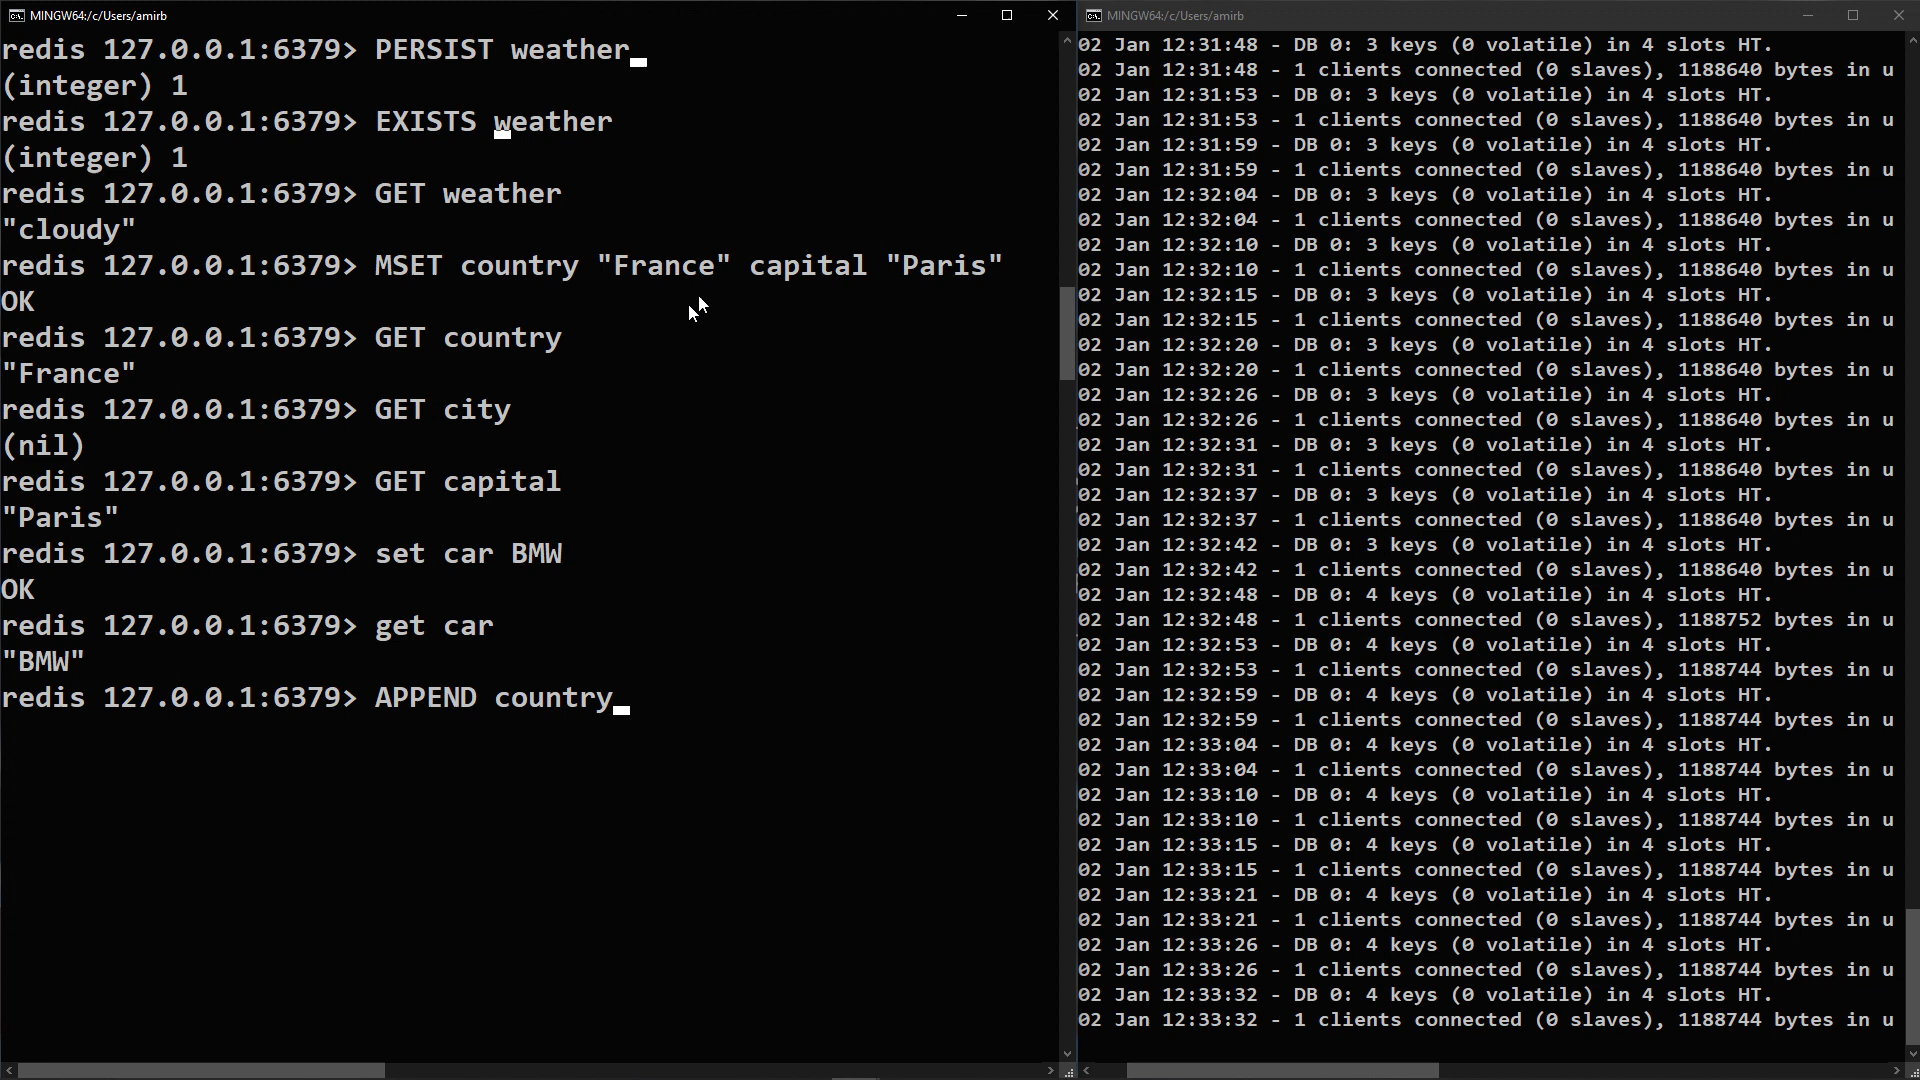 MINGW64:/c/Users/amirb
redis 127.0.0.1:6379> PERSIST weather
(integer) 1
redis 127.0.0.1:6379> EXISTS weather
(integer) 1
redis 127.0.0.1:6379> GET weather
"cloudy"
redis 127.0.0.1:6379> MSET country "France" capital "Paris"
OK
redis 127.0.0.1:6379> GET country
"France"
redis 127.0.0.1:6379> GET city
(nil)
redis 127.0.0.1:6379> GET capital
"Paris"
redis 127.0.0.1:6379> set car BMW
OK
redis 127.0.0.1:6379> get car
"BMW"
redis 127.0.0.1:6379> APPEND country
MINGW64:/c/Users/amirb
02 Jan 12:31:48 - DB 0: 3 keys (0 volatile) in 4 slots HT.
02 Jan 12:31:48 - 1 clients connected (0 slaves), 1188640 bytes in u
02 Jan 12:31:53 - DB 0: 3 keys (0 volatile) in 4 slots HT.
02 Jan 12:31:53 - 1 clients connected (0 slaves), 1188640 bytes in u
02 Jan 12:31:59 - DB 0: 3 keys (0 volatile) in 4 slots HT.
02 Jan 12:31:59 - 1 clients connected (0 slaves), 1188640 bytes in u
02 Jan 12:32:04 - DB 0: 3 keys (0 volatile) in 4 slots HT.
02 Jan 12:32:04 - 1 clients connected (0 slaves), 1188640 bytes in u
02 Jan 12:32:10 - DB 0: 3 keys (0 volatile) in 4 slots HT.
02 Jan 12:32:10 - 1 clients connected (0 slaves), 1188640 bytes in u
02 Jan 12:32:15 - DB 0: 3 keys (0 volatile) in 4 slots HT.
02 Jan 12:32:15 - 1 clients connected (0 slaves), 1188640 bytes in u
02 Jan 12:32:20 - DB 0: 3 keys (0 volatile) in 4 slots HT.
02 Jan 12:32:20 - 1 clients connected (0 slaves), 1188640 bytes in u
02 Jan 12:32:26 - DB 0: 3 keys (0 volatile) in 4 slots HT.
02 Jan 12:32:26 - 1 clients connected (0 slaves), 1188640 bytes in u
02 Jan 12:32:31 - DB 0: 3 keys (0 volatile) in 4 slots HT.
02 Jan 12:32:31 - 1 clients connected (0 slaves), 1188640 bytes in u
02 Jan 12:32:37 - DB 0: 3 keys (0 volatile) in 4 slots HT.
02 Jan 12:32:37 - 1 clients connected (0 slaves), 1188640 bytes in u
02 Jan 12:32:42 - DB 0: 3 keys (0 volatile) in 4 slots HT.
02 Jan 12:32:42 - 1 clients connected (0 slaves), 1188640 bytes in u
02 Jan 12:32:48 - DB 0: 4 keys (0 volatile) in 4 slots HT.
02 Jan 12:32:48 - 1 clients connected (0 slaves), 1188752 bytes in u
02 Jan 12:32:53 - DB 0: 4 keys (0 volatile) in 4 slots HT.
02 Jan 12:32:53 - 1 clients connected (0 slaves), 1188744 bytes in u
02 Jan 12:32:59 - DB 0: 4 keys (0 volatile) in 4 slots HT.
02 Jan 12:32:59 - 1 clients connected (0 slaves), 1188744 bytes in u
02 Jan 12:33:04 - DB 0: 4 keys (0 volatile) in 4 slots HT.
02 Jan 12:33:04 - 1 clients connected (0 slaves), 1188744 bytes in u
02 Jan 12:33:10 - DB 0: 4 keys (0 volatile) in 4 slots HT.
02 Jan 12:33:10 - 1 clients connected (0 slaves), 1188744 bytes in u
02 Jan 12:33:15 - DB 0: 4 keys (0 volatile) in 4 slots HT.
02 Jan 12:33:15 - 1 clients connected (0 slaves), 1188744 bytes in u
02 Jan 12:33:21 - DB 0: 4 keys (0 volatile) in 4 slots HT.
02 Jan 12:33:21 - 1 clients connected (0 slaves), 1188744 bytes in u
02 Jan 12:33:26 - DB 0: 4 keys (0 volatile) in 4 slots HT.
02 Jan 12:33:26 - 1 clients connected (0 slaves), 1188744 bytes in u
02 Jan 12:33:32 - DB 0: 4 keys (0 volatile) in 4 slots HT.
02 Jan 12:33:32 - 1 clients connected (0 slaves), 1188744 bytes in u